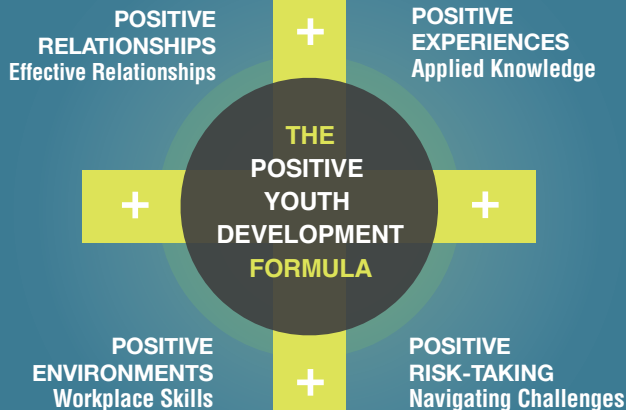 POSITIVE
RELATIONSHIPS
Effective Relationships
+
POSITIVE
EXPERIENCES
Applied Knowledge
+
THE
POSITIVE
YOUTH
DEVELOPMENT
FORMULA
+
POSITIVE
ENVIRONMENTS
Workplace Skills
+
POSITIVE
RISK-TAKING
Navigating Challenges